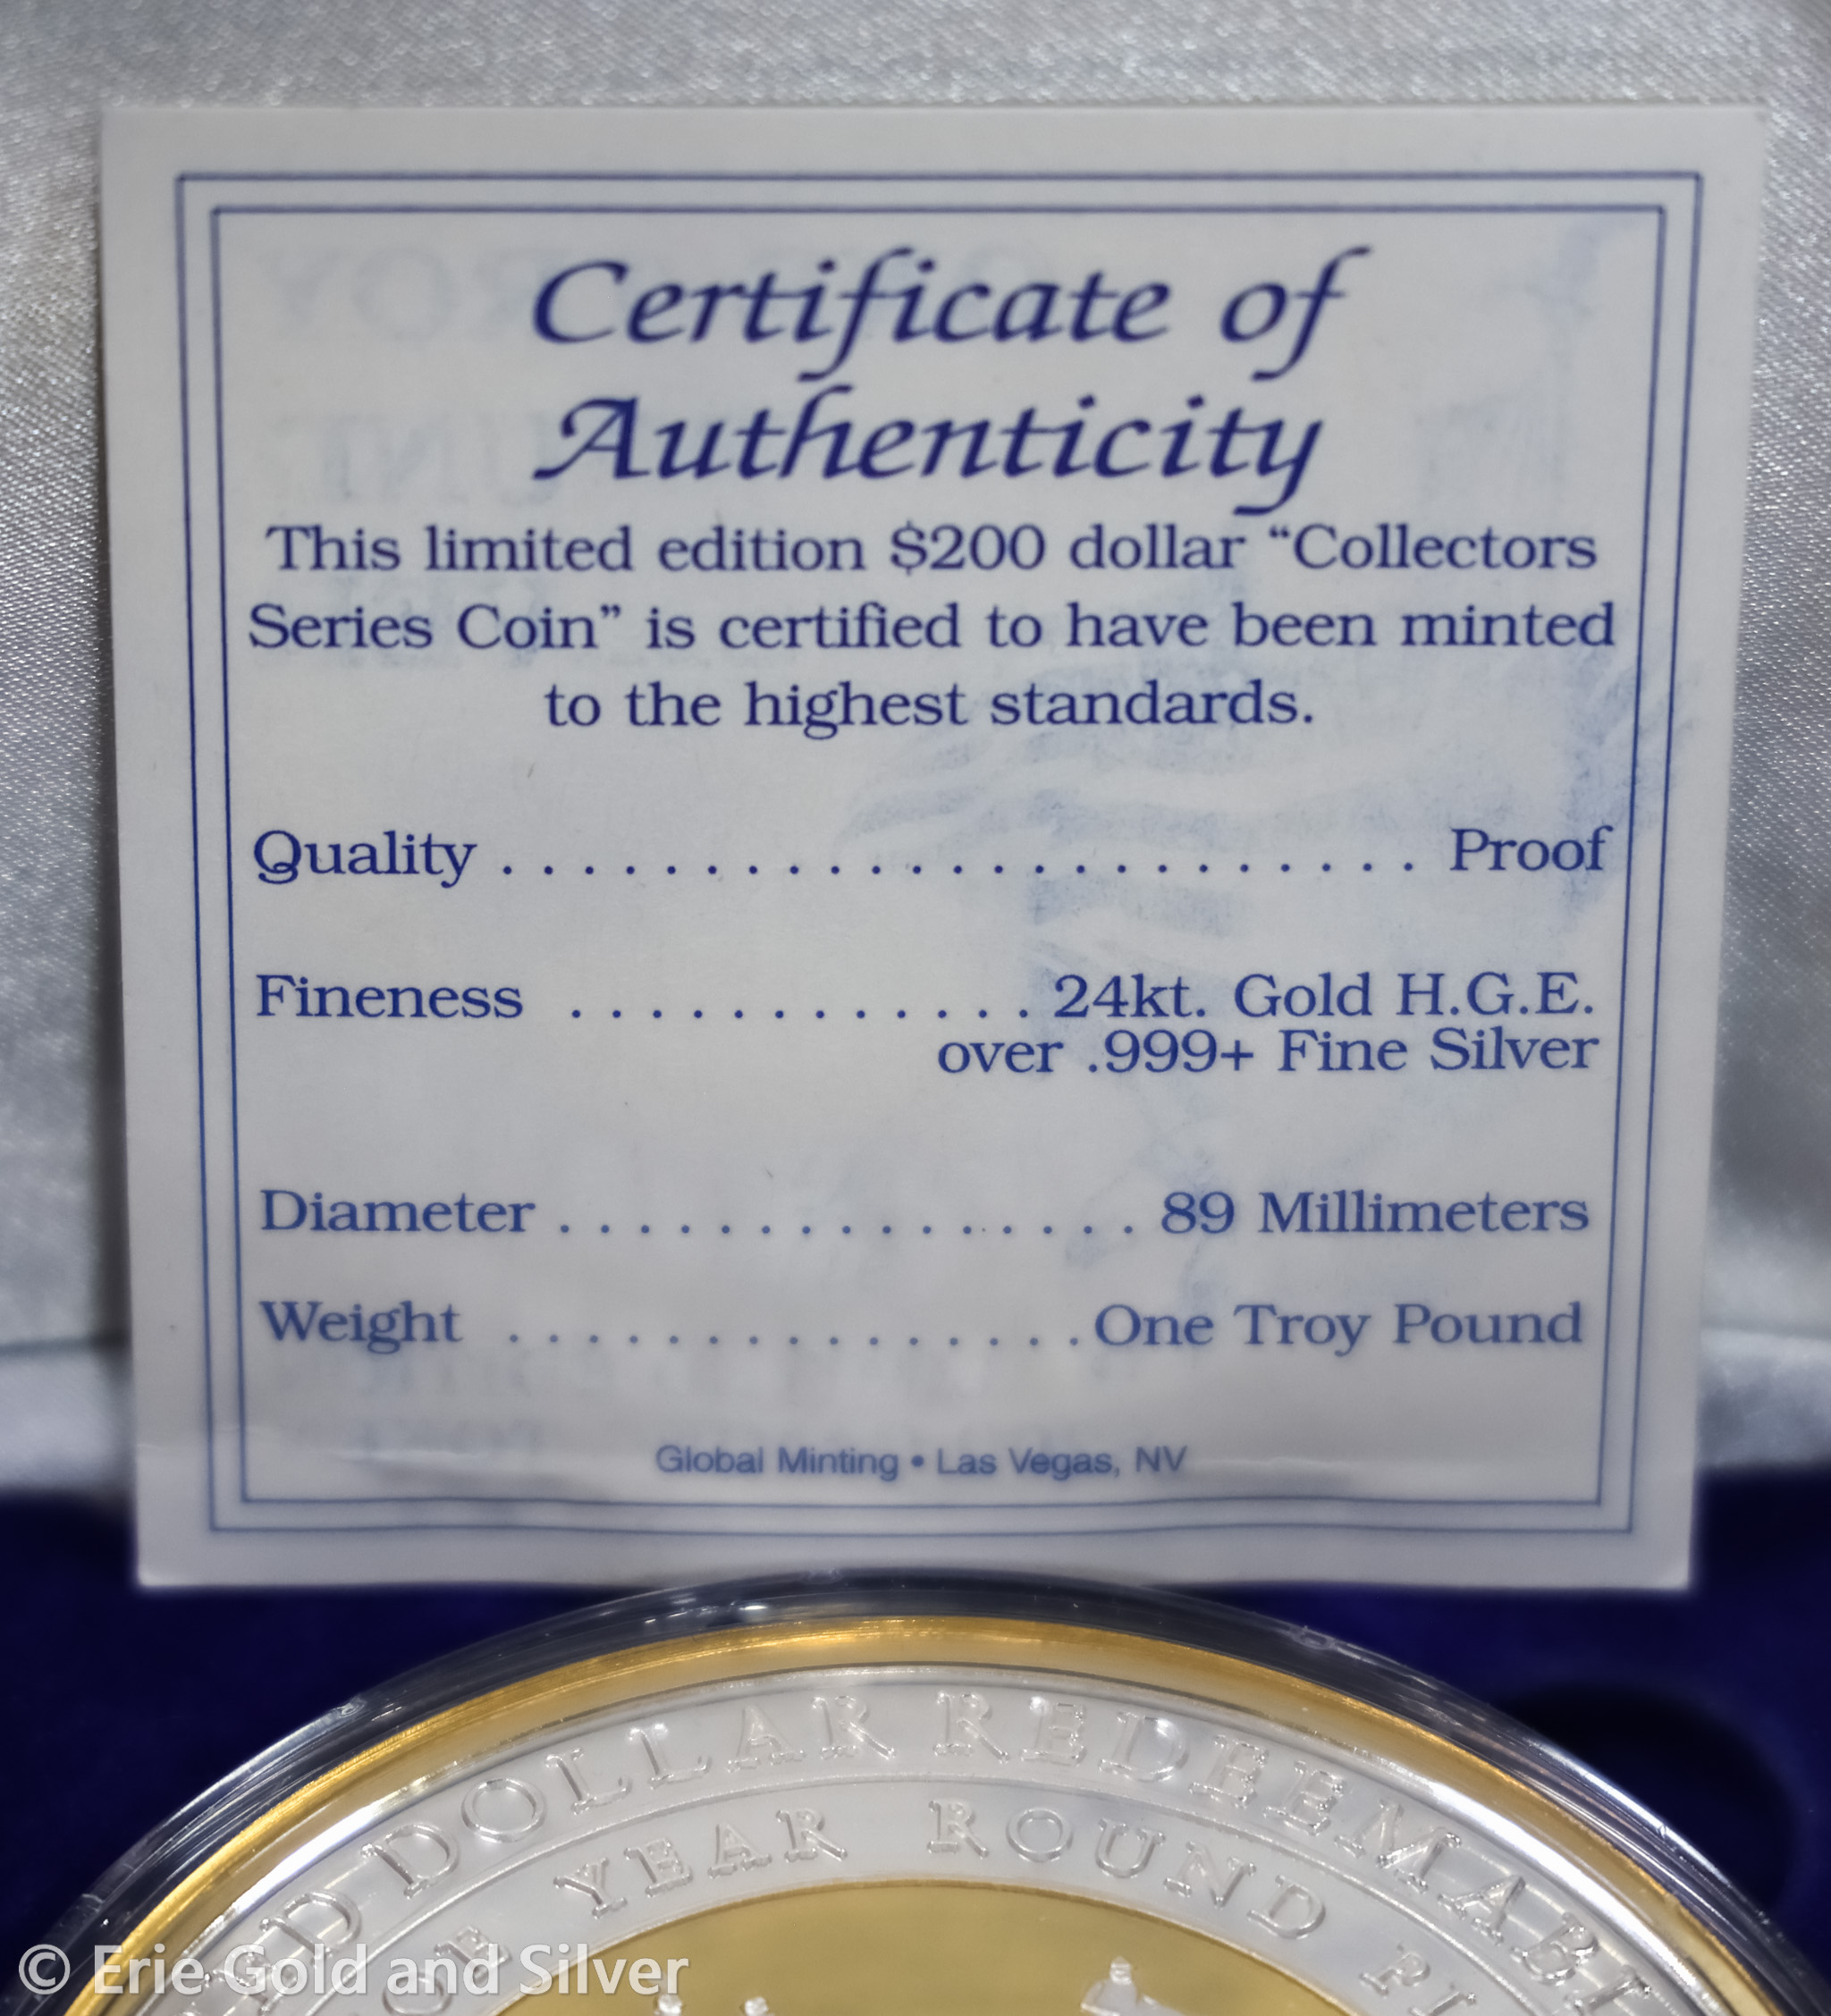 Certificate of
Authenticity
This limited edition $200 dollar “Collectors
Series Coin” is certified to have been minted
to the highest standards.
Quality . . . . . . . . . . . . . . . . . . . . . . . Proof
Fineness . . . . . . . . . . . . 24kt. Gold H.G.E.
over .999+ Fine Silver
Diameter . . . . . . . . . . . . . . . 89 Millimeters
Weight . . . . . . . . . . . . . . . One Troy Pound
Global Minting • Las Vegas, NV
DOLLAR REDEEMABL
YEAR ROUND
© Erie Gold and Silver